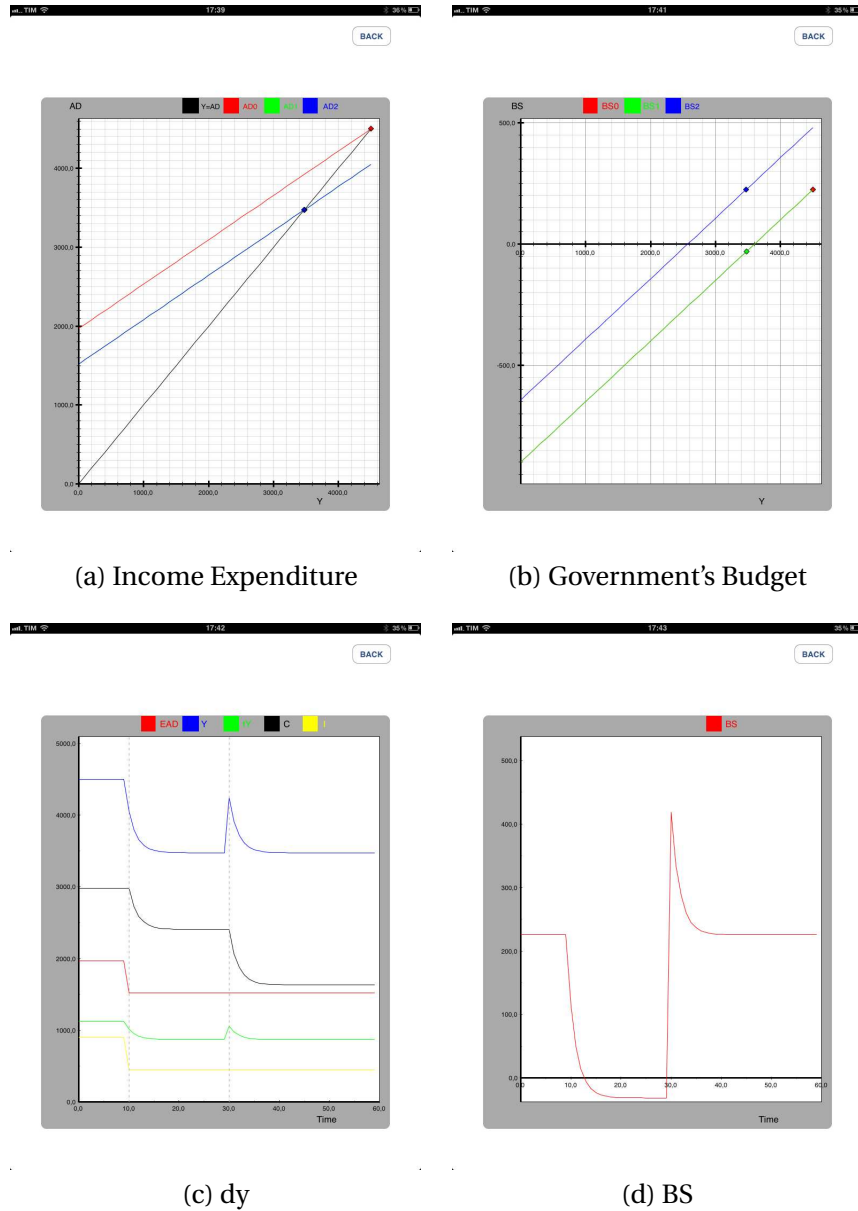 TIM 17:39 36%
BACK
AD Y=AD AD0 AD1 AD2
4000,0
3000,0
2000,0
1000,0
0,0
0,0 1000,0 2000,0 3000,0 4000,0
Y
(a) Income Expenditure
TIM 17:41 36%
BACK
BS BS0 BS1 BS2
500,0
0,0
0,0 1000,0 2000,0 3000,0 4000,0
-500,0
Y
(b) Government's Budget
TIM 17:42 35%
BACK
EAD Y C I
5000,0
4000,0
3000,0
2000,0
1000,0
0,0
0,0 10,0 20,0 30,0 40,0 50,0 60,0
Time
(c) dy
TIM 17:43 35%
BACK
BS
500,0
400,0
300,0
200,0
100,0
0,0
0,0 10,0 20,0 30,0 40,0 50,0 60,0
Time
(d) BS